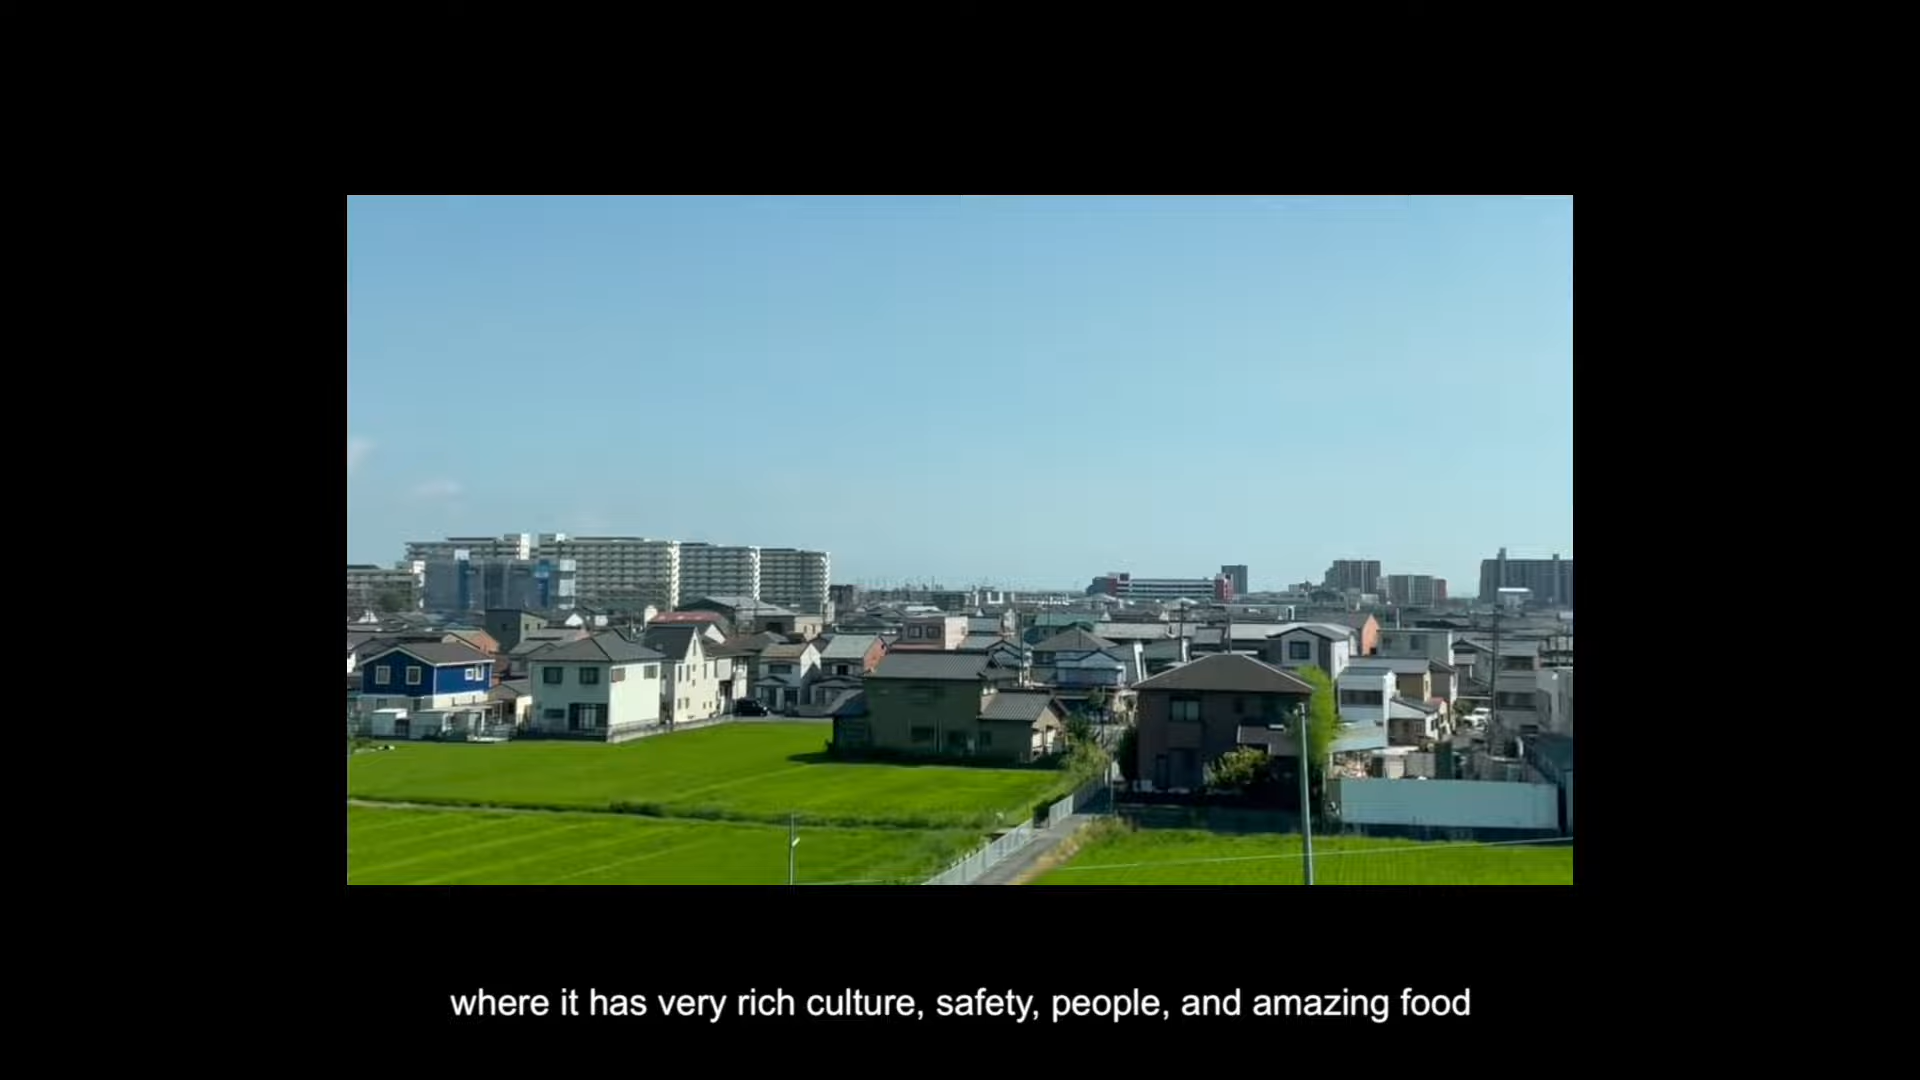 where it has very rich culture, safety, people, and amazing food